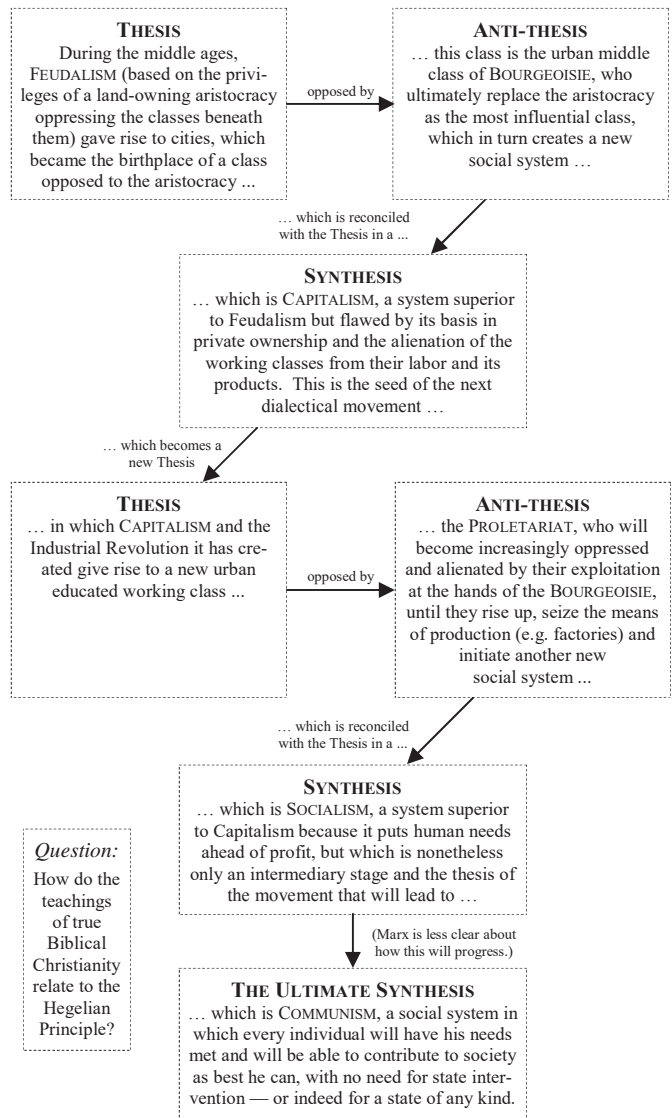 THESIS
During the middle ages,
FEUDALISM (based on the privi-
leges of a land-owning aristocracy
oppressing the classes beneath
them) gave rise to cities, which
became the birthplace of a class
opposed to the aristocracy ...
opposed by
ANTI-THESIS
… this class is the urban middle
class of BOURGEOISIE, who
ultimately replace the aristocracy
as the most influential class,
which in turn creates a new
social system …
… which is reconciled
with the Thesis in a ...
SYNTHESIS
… which is CAPITALISM, a system superior
to Feudalism but flawed by its basis in
private ownership and the alienation of the
working classes from their labor and its
products.  This is the seed of the next
dialectical movement …
… which becomes a
new Thesis
THESIS
… in which CAPITALISM and the
Industrial Revolution it has cre-
ated give rise to a new urban
educated working class ...
opposed by
ANTI-THESIS
… the PROLETARIAT, who will
become increasingly oppressed
and alienated by their exploitation
at the hands of the BOURGEOISIE,
until they rise up, seize the means
of production (e.g. factories) and
initiate another new
social system ...
… which is reconciled
with the Thesis in a ...
SYNTHESIS
… which is SOCIALISM, a system superior
to Capitalism because it puts human needs
ahead of profit, but which is nonetheless
only an intermediary stage and the thesis of
the movement that will lead to …
(Marx is less clear about
how this will progress.)
THE ULTIMATE SYNTHESIS
… which is COMMUNISM, a social system in
which every individual will have his needs
met and will be able to contribute to society
as best he can, with no need for state inter-
vention — or indeed for a state of any kind.
Question:
How do the
teachings
of true
Biblical
Christianity
relate to the
Hegelian
Principle?